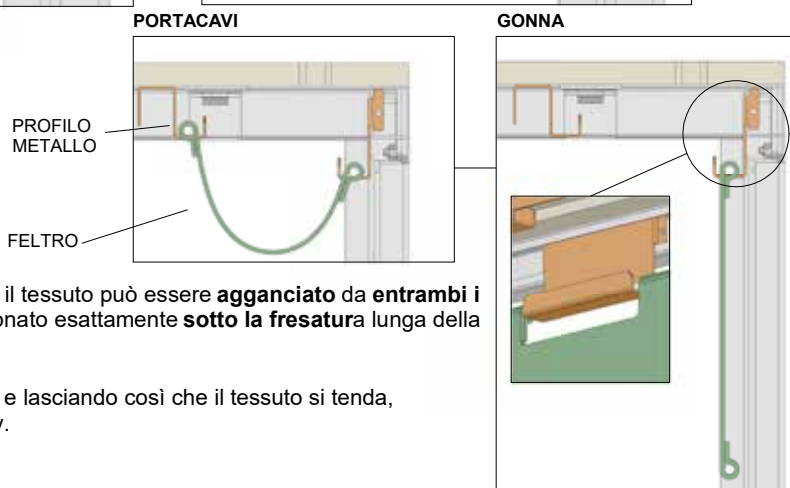 PORTACAVI
GONNA
PROFILO
METALLO
FELTRO
il tessuto può essere agganciato da entrambi i
onato esattamente sotto la fresatura lunga della
e lasciando così che il tessuto si tenda,